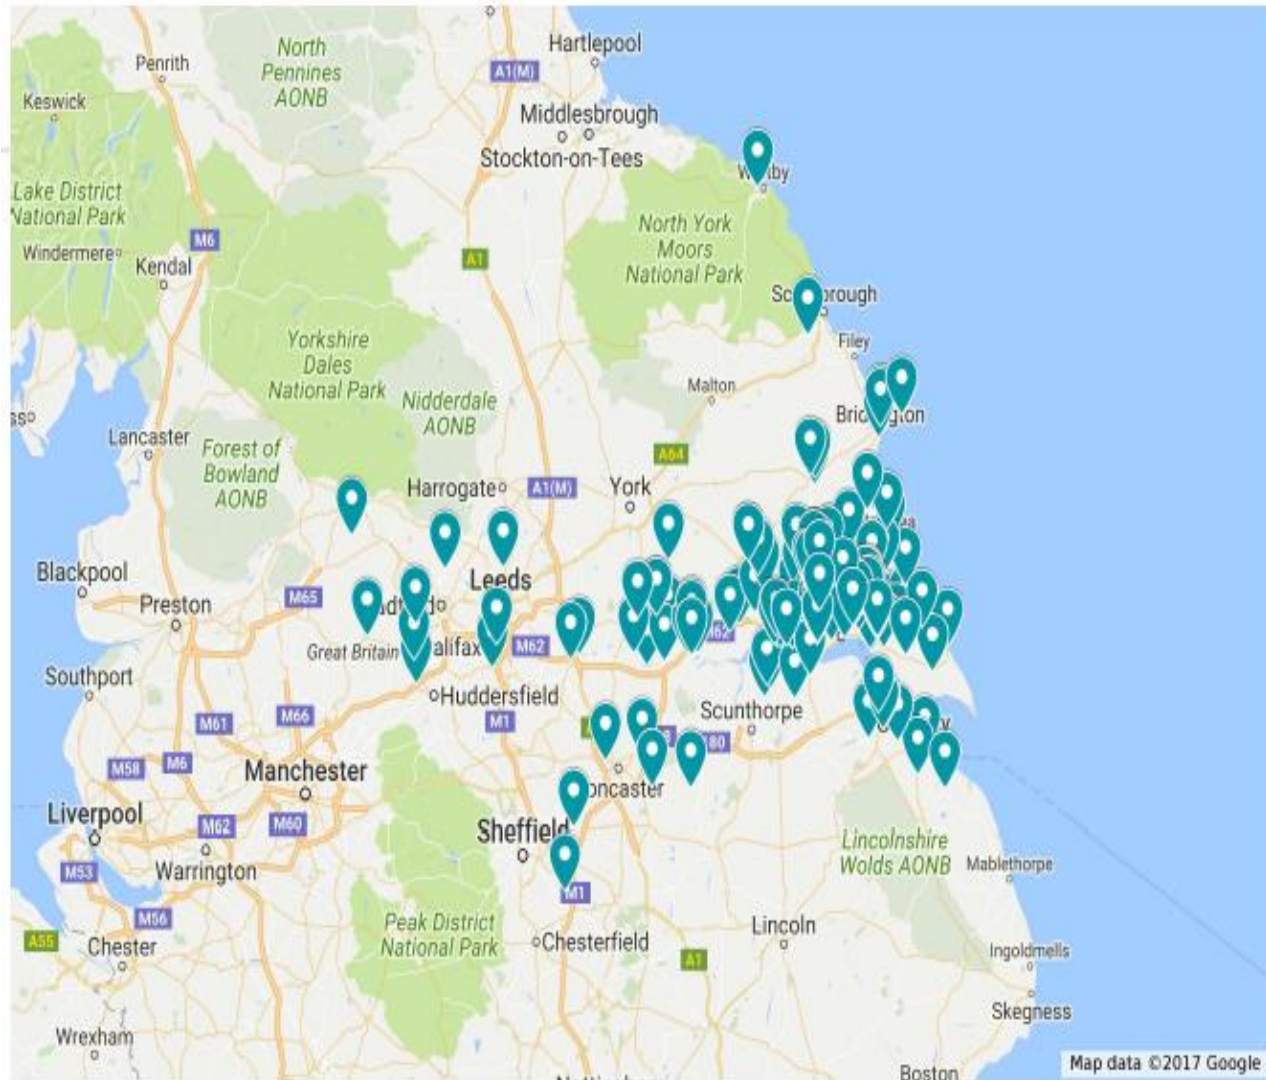 Hartlepool
North
Pennines
AONB
Penrith
A1(M)
Keswick
Middlesbrough
Stockton-on-Tees
Lake District
National Park
North York
Moors
National Park
M6
Windermere
Kendal
A1
Filey
Yorkshire
Dales
National Park
Malton
Nidderdale
AONB
Lancaster
Forest of
Bowland
AONB
A64
Harrogate
A1(M)
York
Blackpool
Leeds
M65
Preston
Great Britain
M62
Southport
Huddersfield
Scunthorpe
M61
M66
M1
M58
M6
Manchester
Liverpool
M62
M60
Sheffield
Lincolnshire
Wolds AONB
Mablethorpe
M53
Warrington
M1
M56
Peak District
National Park
Lincoln
A55
Chester
Chesterfield
A1
Ingoldmells
Skegness
Wrexham
Map data ©2017 Google
Boston